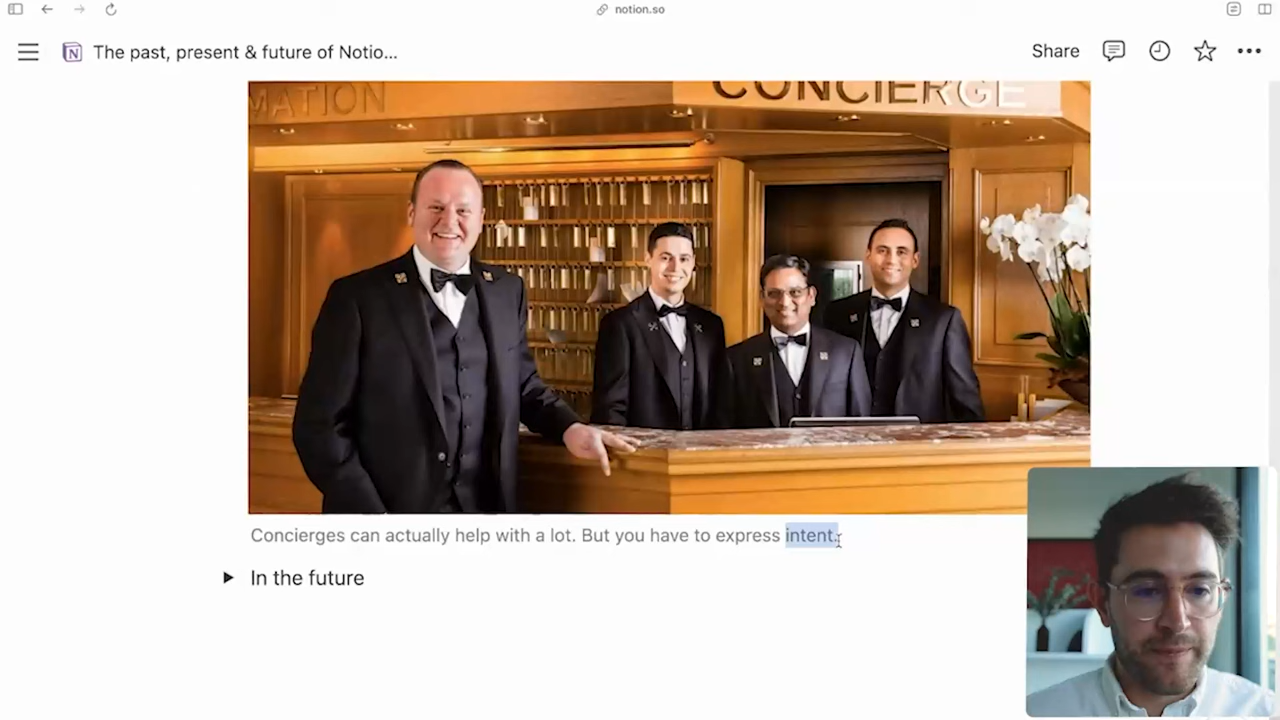 notion.so
The past, present & future of Notio...
Share
MATION
CONCIERGE
Concierges can actually help with a lot. But you have to express intent.
In the future